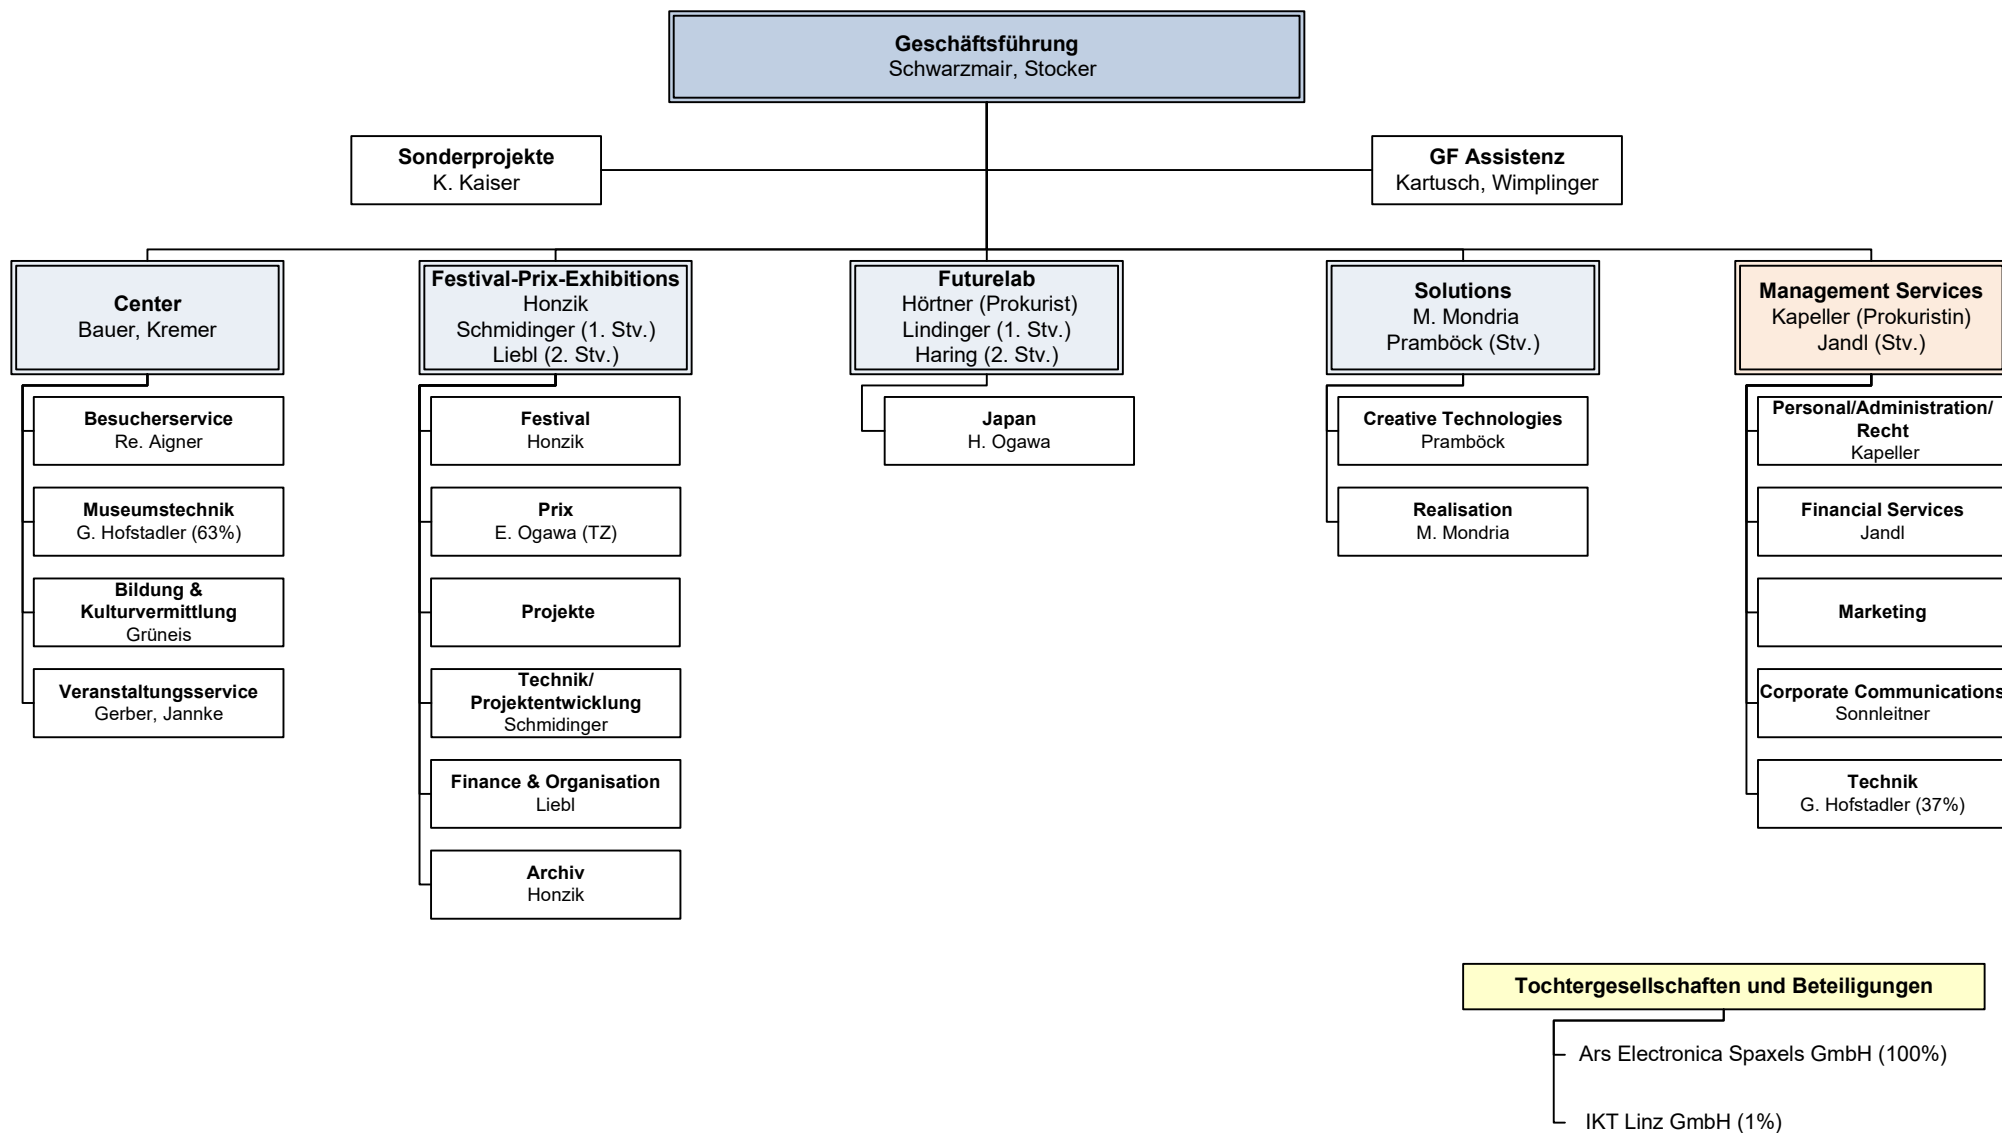 Geschäftsführung
Schwarzmair, Stocker
Sonderprojekte
K. Kaiser
GF Assistenz
Kartusch, Wimplinger
Center
Bauer, Kremer
Festival-Prix-Exhibitions
Honzik
Schmidinger (1. Stv.)
Liebl (2. Stv.)
Futurelab
Hörtner (Prokurist)
Lindinger (1. Stv.)
Haring (2. Stv.)
Solutions
M. Mondria
Pramböck (Stv.)
Management Services
Kapeller (Prokuristin)
Jandl (Stv.)
Besucherservice
Re. Aigner
Museumstechnik
G. Hofstadler (63%)
Bildung &
Kulturvermittlung
Grüneis
Veranstaltungsservice
Gerber, Jannke
Festival
Honzik
Prix
E. Ogawa (TZ)
Projekte
Technik/
Projektentwicklung
Schmidinger
Finance & Organisation
Liebl
Archiv
Honzik
Japan
H. Ogawa
Creative Technologies
Pramböck
Realisation
M. Mondria
Personal/Administration/
Recht
Kapeller
Financial Services
Jandl
Marketing
Corporate Communications
Sonnleitner
Technik
G. Hofstadler (37%)
Tochtergesellschaften und Beteiligungen
Ars Electronica Spaxels GmbH (100%)
IKT Linz GmbH (1%)